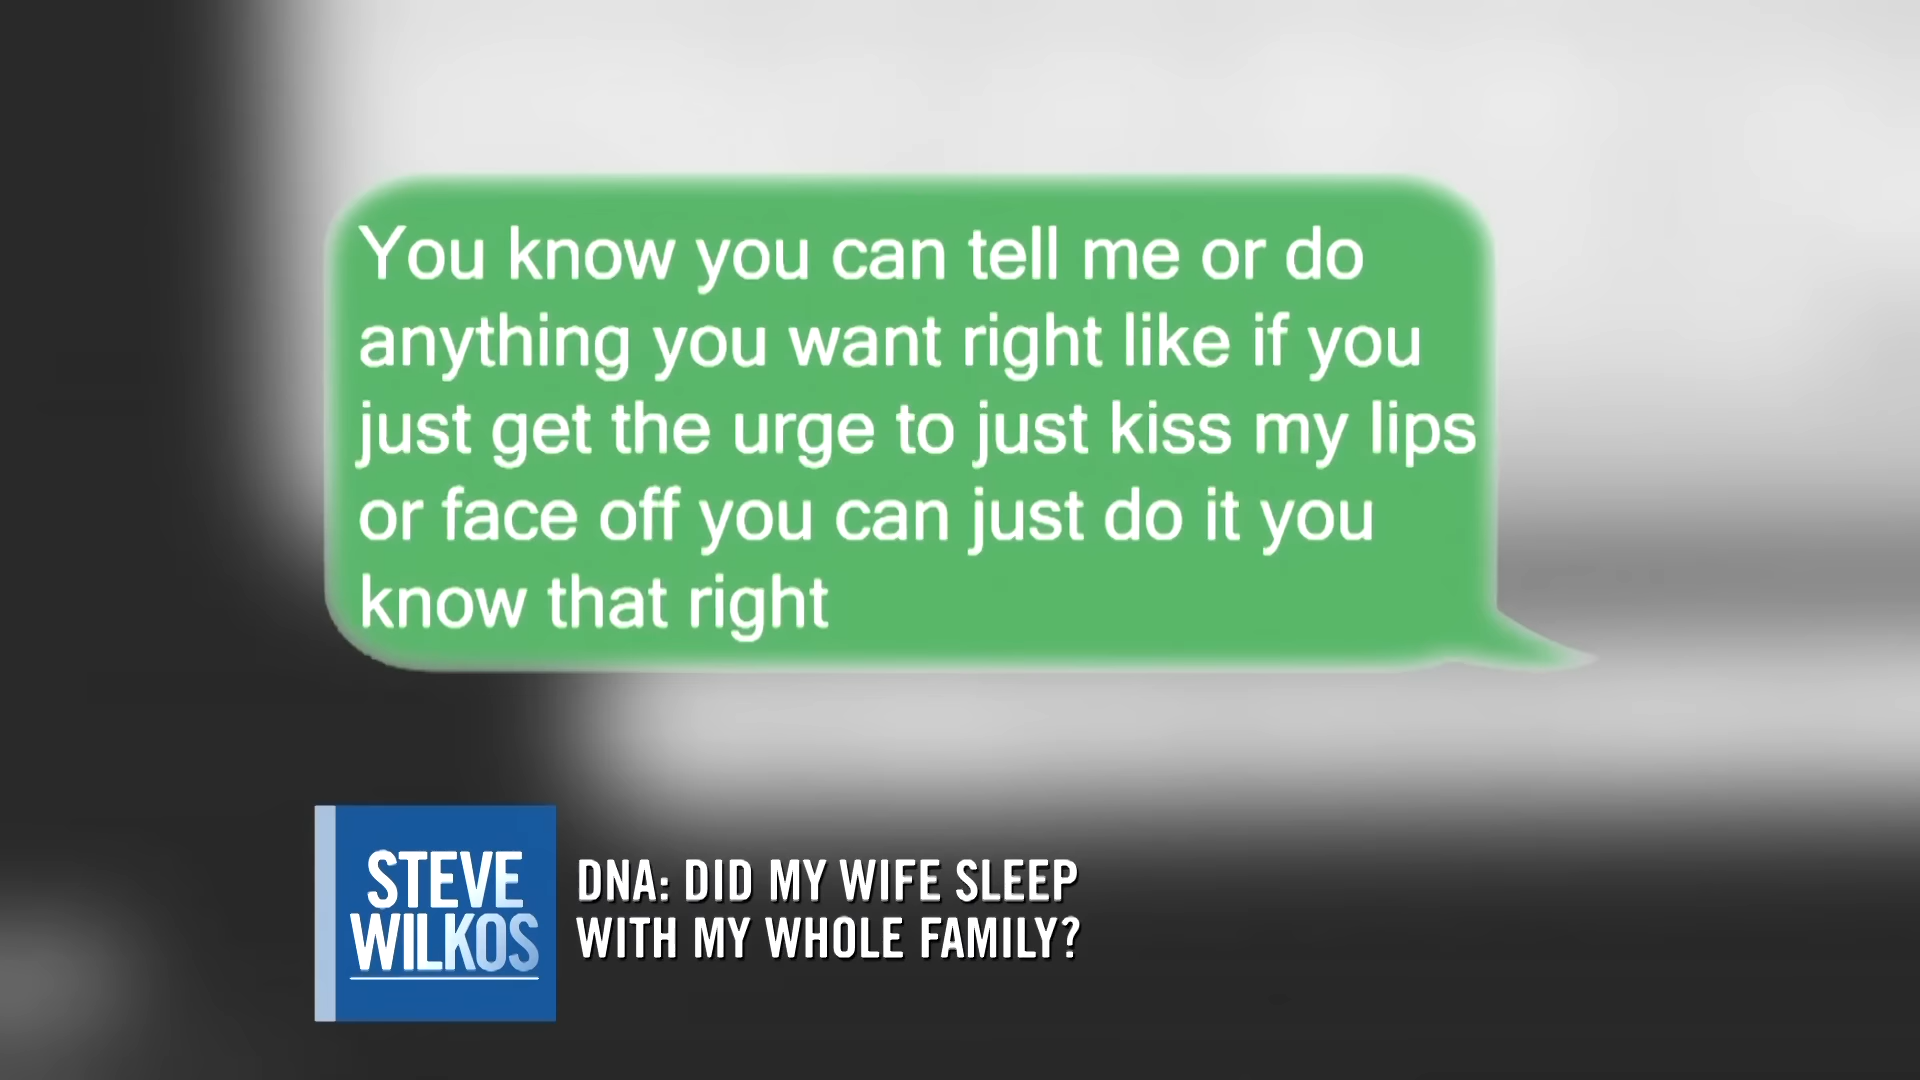 You know you can tell me or do
anything you want right like if you
just get the urge to just kiss my lips
or face off you can just do it you
know that right
STEVE
WILKOS
DNA: DID MY WIFE SLEEP
WITH MY WHOLE FAMILY?